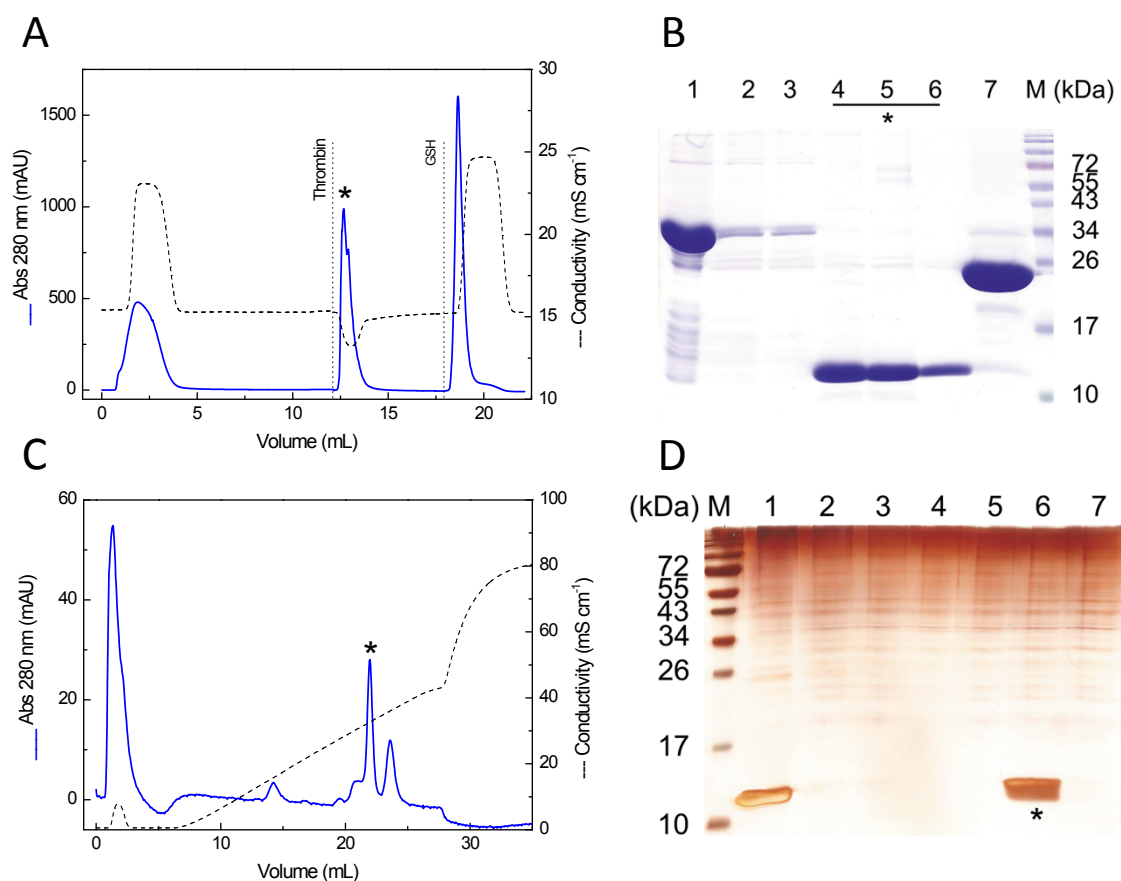 A
Abs 280 nm (mAU)
1500
1000
500
0
30
25
20
15
10
--- Conductivity (mS cm-1)
Thrombin
*
GSH
0 5 10 15 20
Volume (mL)
B
1 2 3 4 5 6 7 M (kDa)
*
72
55
43
34
26
17
10
C
Abs 280 nm (mAU)
60
40
20
0
100
80
60
40
20
0
--- Conductivity (mS cm-1)
*
0 10 20 30
Volume (mL)
D
(kDa) M 1 2 3 4 5 6 7
72
55
43
34
26
17
10
*